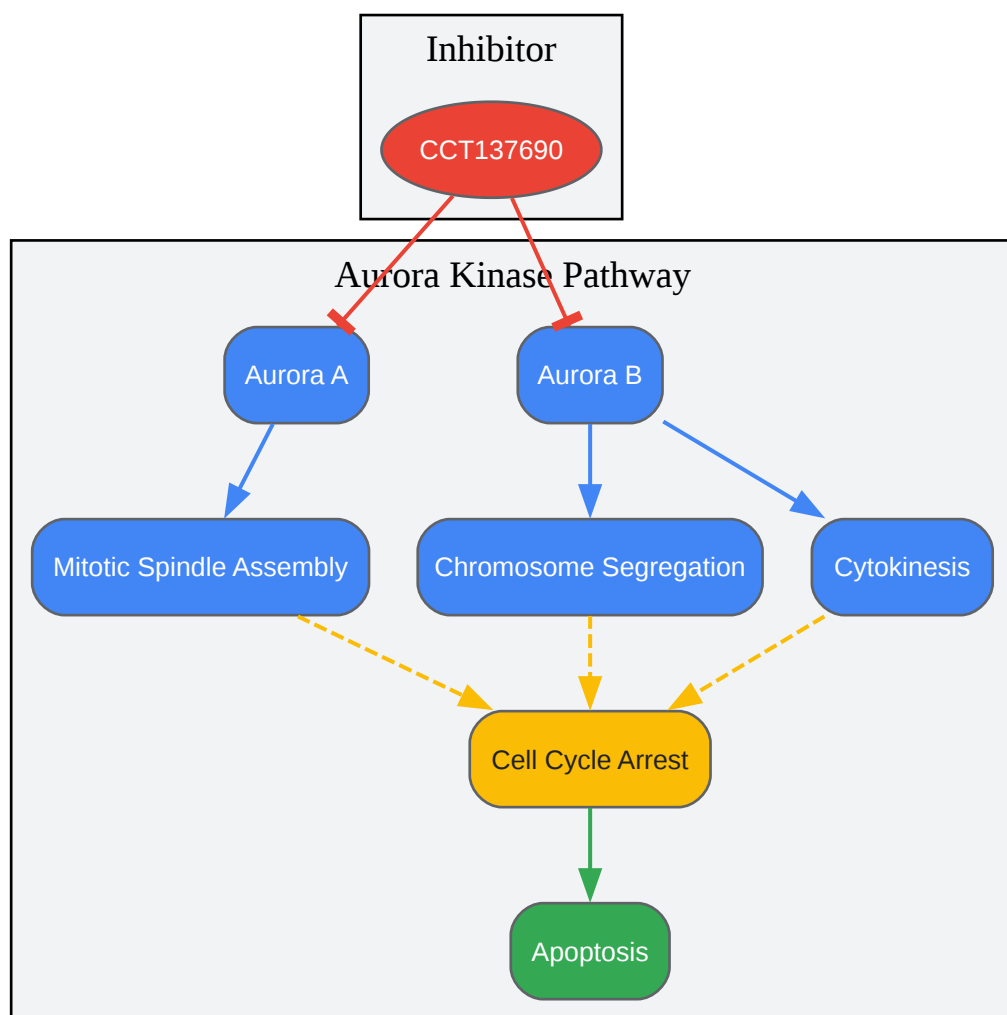 Inhibitor
CCT137690
Aurora Kinase Pathway
Aurora A
Aurora B
Mitotic Spindle Assembly
Chromosome Segregation
Cytokinesis
Cell Cycle Arrest
Apoptosis